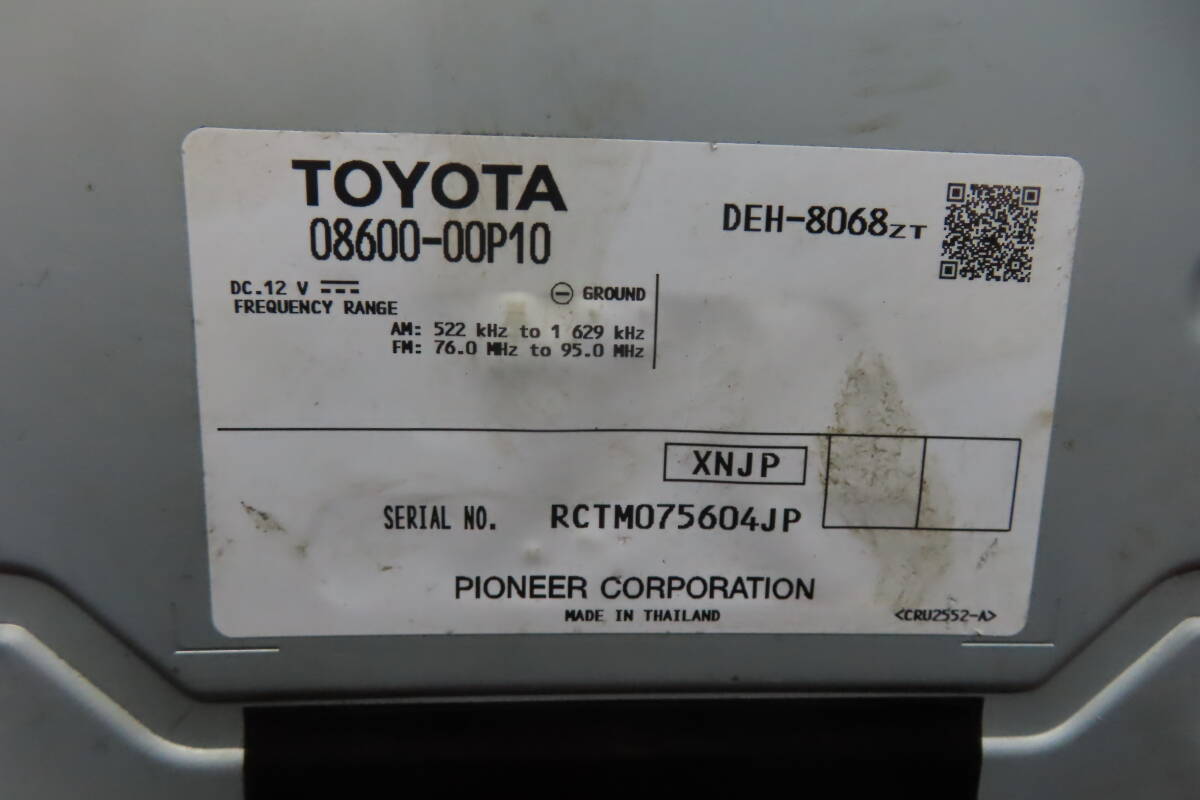 TOYOTA
08600-00P10
DEH-8068ZT
DC.12 V
GROUND
FREQUENCY RANGE
AM: 522 kHz to 1 629 kHz
FM: 76.0 MHz to 95.0 MHz
XNJP
SERIAL NO. RCTM075604JP
PIONEER CORPORATION
MADE IN THAILAND
<CRU2552-A>